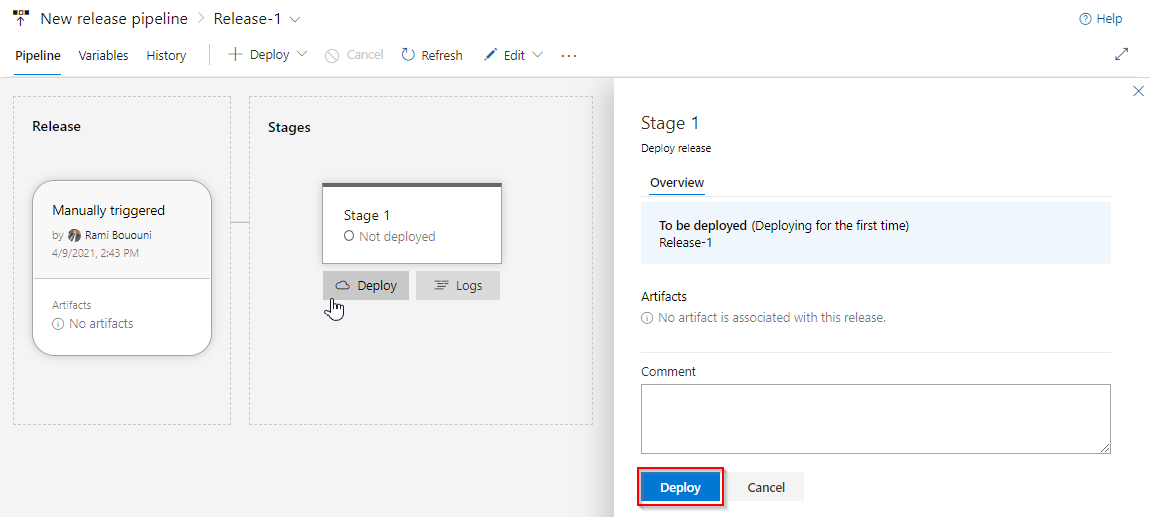 New release pipeline > Release-1
Help
Pipeline Variables History Deploy Cancel Refresh Edit ...
Release
Manually triggered
by Rami Bououni
4/9/2021, 2:43 PM
Artifacts
No artifacts
Stages
Stage 1
Not deployed
Deploy Logs
Stage 1
Deploy release
Overview
To be deployed (Deploying for the first time)
Release-1
Artifacts
No artifact is associated with this release.
Comment
Deploy Cancel